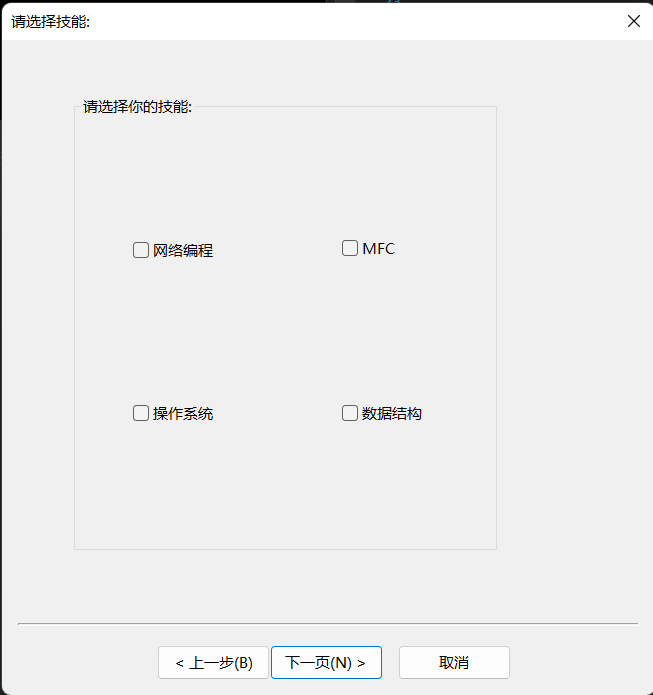 请选择技能:
请选择你的技能:
网络编程
MFC
操作系统
数据结构
< 上一步(B)
下一页(N) >
取消